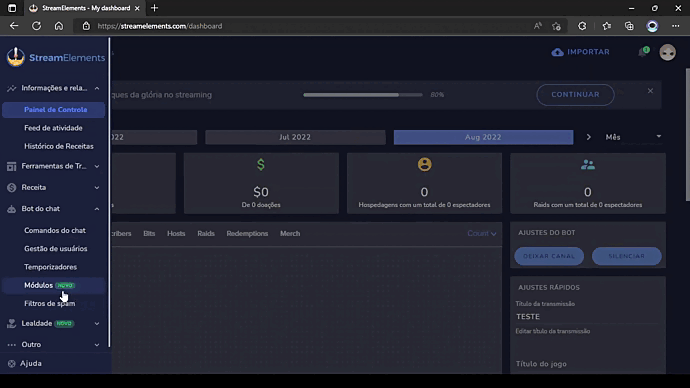 StreamElements - My dashboard
https://streamelements.com/dashboard
StreamElements
IMPORTAR
1
Informações e rela...
Painel de Controle
Feed de atividade
Histórico de Receitas
Ferramentas de Tr...
Receita
Bot do chat
Comandos do chat
Gestão de usuários
Temporizadores
Módulos NOVO
Filtros de spam
Lealdade NOVO
Outro
Ajuda
ques da glória no streaming
80%
CONTINUAR
022
Jul 2022
Aug 2022
Mês
$0
De 0 doações
0
Hospedagens com um total de 0 espectadores
0
Raids com um total de 0 espectadores
cribers Bits Hosts Raids Redemptions Merch
Count
AJUSTES DO BOT
DEIXAR CANAL
SILENCIAR
AJUSTES RÁPIDOS
Título da transmissão
TESTE
Editar título da transmissão
Título do jogo